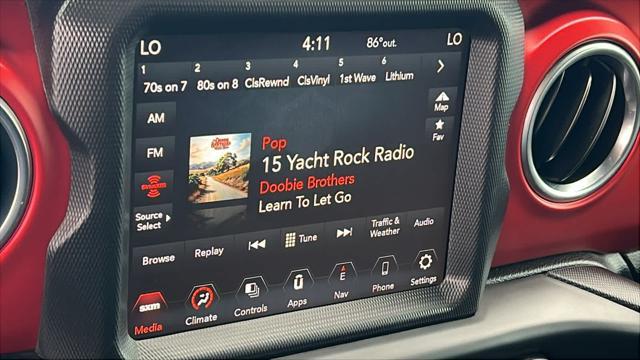 LO 4:11 86°out. LO
1 2 3 4 5 6
70s on 7 80s on 8 ClsRewnd ClsVinyl 1st Wave Lithium
AM
Map
FM
Fav
Pop
15 Yacht Rock Radio
Doobie Brothers
Learn To Let Go
Source
Select
Browse Replay Tune Traffic &
Weather Audio
sxm
Media Climate Controls Apps E
Nav Phone Settings